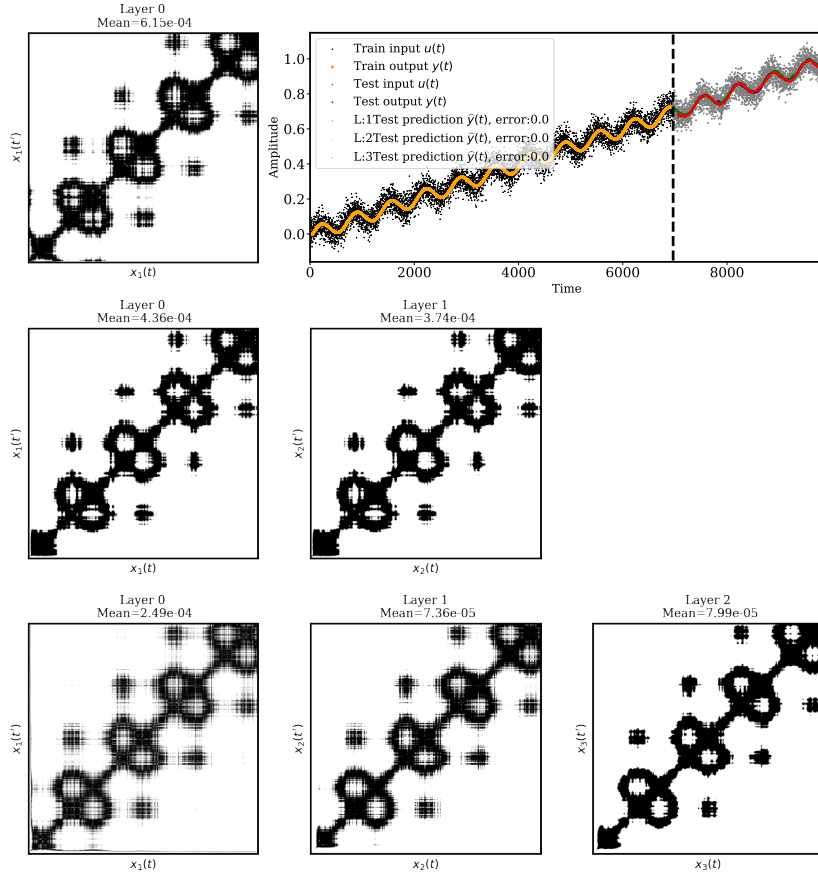 Layer 0
Mean=6.15e-04
x₁(t')
x₁(t)
Train input u(t)
Train output y(t)
Test input u(t)
Test output y(t)
L:1Test prediction ŷ(t), error:0.0
L:2Test prediction ŷ(t), error:0.0
L:3Test prediction ŷ(t), error:0.0
Amplitude
1.0
0.8
0.6
0.4
0.2
0.0
0
2000
4000
6000
8000
Time
Layer 0
Mean=4.36e-04
x₁(t')
x₁(t)
Layer 1
Mean=3.74e-04
x₂(t')
x₂(t)
Layer 0
Mean=2.49e-04
x₁(t')
x₁(t)
Layer 1
Mean=7.36e-05
x₂(t')
x₂(t)
Layer 2
Mean=7.99e-05
x₃(t')
x₃(t)